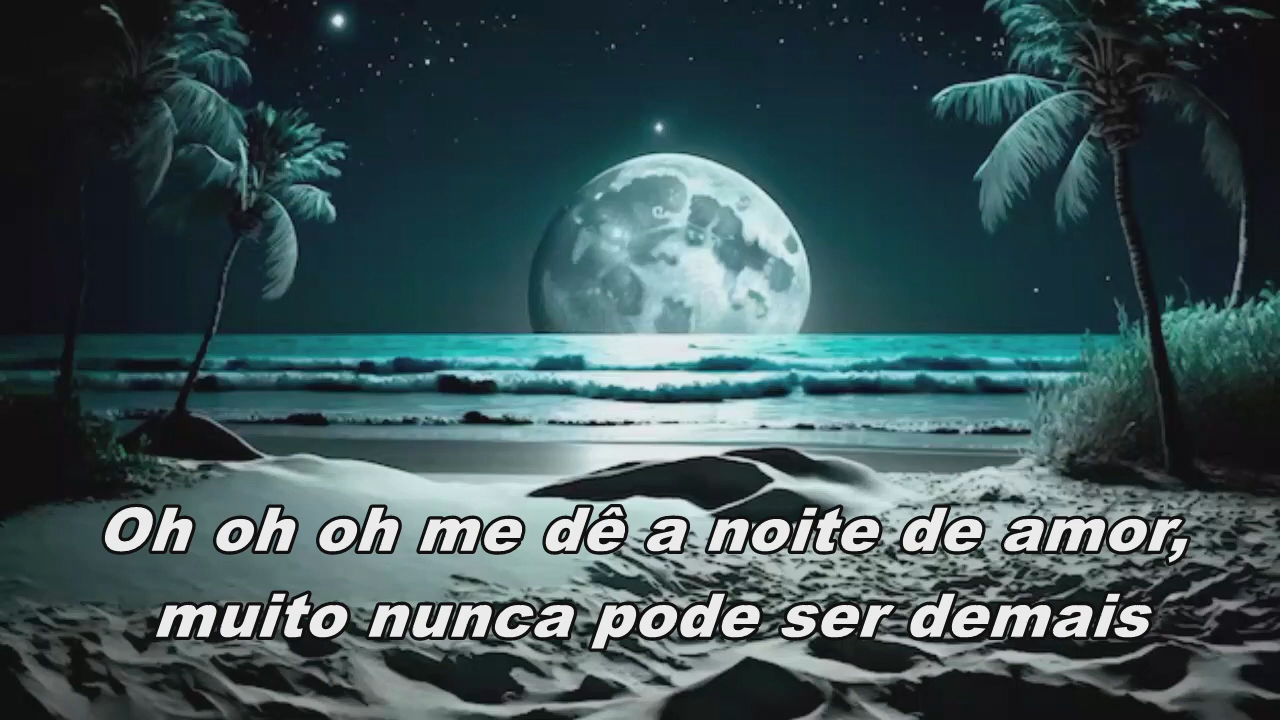 Oh oh oh me dê a noite de amor,
muito nunca pode ser demais